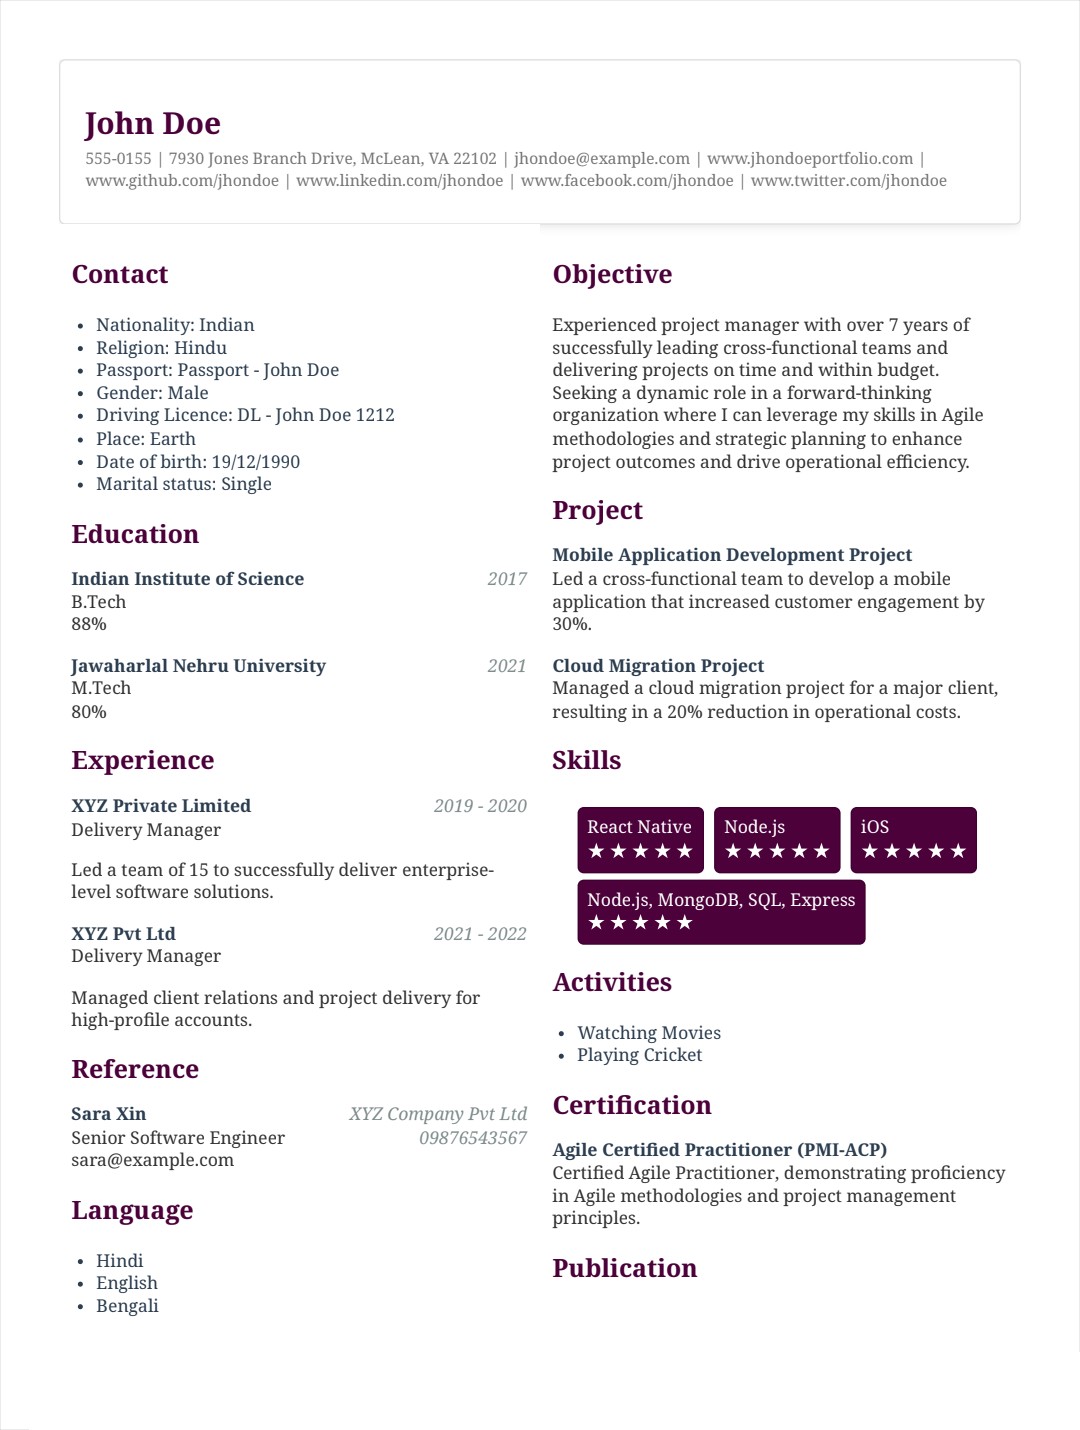 John Doe
555-0155 | 7930 Jones Branch Drive, McLean, VA 22102 | jhondoe@example.com | www.jhondoeportfolio.com |
www.github.com/jhondoe | www.linkedin.com/jhondoe | www.facebook.com/jhondoe | www.twitter.com/jhondoe
Contact
• Nationality: Indian
• Religion: Hindu
• Passport: Passport - John Doe
• Gender: Male
• Driving Licence: DL - John Doe 1212
• Place: Earth
• Date of birth: 19/12/1990
• Marital status: Single
Education
Indian Institute of Science 2017
B.Tech
88%
Jawaharlal Nehru University 2021
M.Tech
80%
Experience
XYZ Private Limited 2019 - 2020
Delivery Manager
Led a team of 15 to successfully deliver enterprise-
level software solutions.
XYZ Pvt Ltd 2021 - 2022
Delivery Manager
Managed client relations and project delivery for
high-profile accounts.
Reference
Sara Xin XYZ Company Pvt Ltd
Senior Software Engineer 09876543567
sara@example.com
Language
• Hindi
• English
• Bengali
Objective
Experienced project manager with over 7 years of
successfully leading cross-functional teams and
delivering projects on time and within budget.
Seeking a dynamic role in a forward-thinking
organization where I can leverage my skills in Agile
methodologies and strategic planning to enhance
project outcomes and drive operational efficiency.
Project
Mobile Application Development Project
Led a cross-functional team to develop a mobile
application that increased customer engagement by
30%.
Cloud Migration Project
Managed a cloud migration project for a major client,
resulting in a 20% reduction in operational costs.
Skills
React Native Node.js iOS
★★★★★ ★★★★★ ★★★★★
Node.js, MongoDB, SQL, Express
★★★★★
Activities
• Watching Movies
• Playing Cricket
Certification
Agile Certified Practitioner (PMI-ACP)
Certified Agile Practitioner, demonstrating proficiency
in Agile methodologies and project management
principles.
Publication